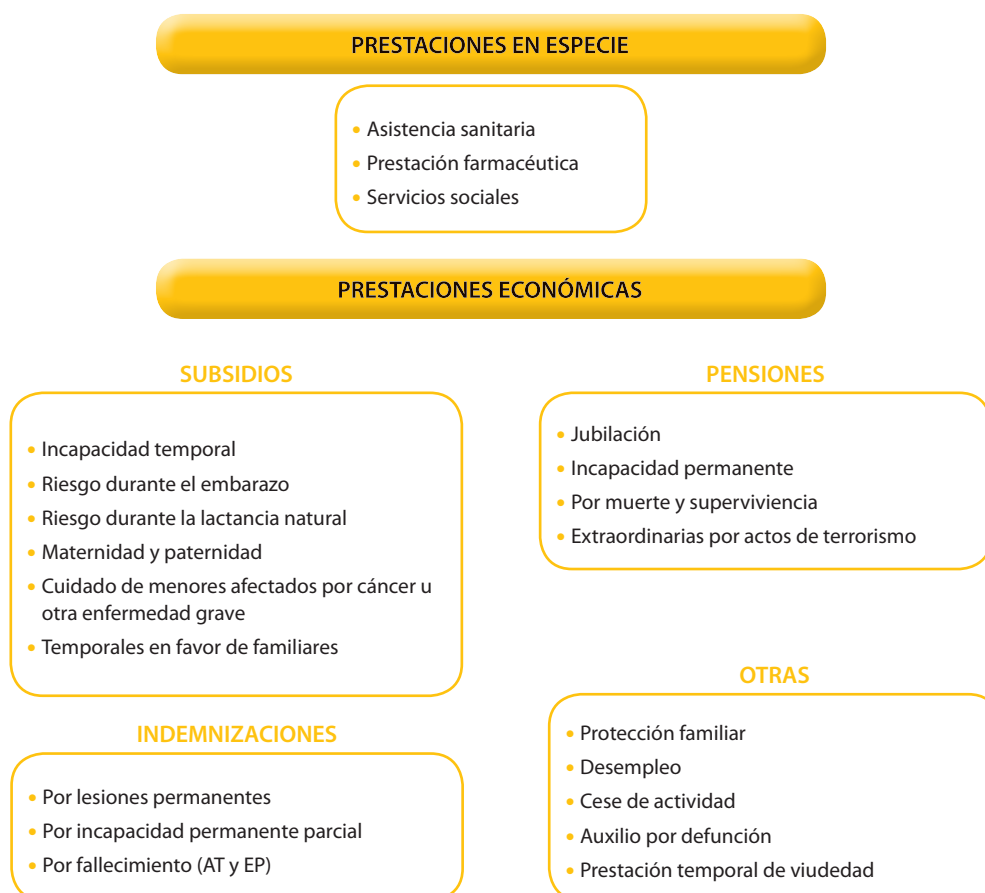 PRESTACIONES EN ESPECIE
• Asistencia sanitaria
• Prestación farmacéutica
• Servicios sociales
PRESTACIONES ECONÓMICAS
SUBSIDIOS
• Incapacidad temporal
• Riesgo durante el embarazo
• Riesgo durante la lactancia natural
• Maternidad y paternidad
• Cuidado de menores afectados por cáncer u
otra enfermedad grave
• Temporales en favor de familiares
PENSIONES
• Jubilación
• Incapacidad permanente
• Por muerte y superviviencia
• Extraordinarias por actos de terrorismo
INDEMNIZACIONES
• Por lesiones permanentes
• Por incapacidad permanente parcial
• Por fallecimiento (AT y EP)
OTRAS
• Protección familiar
• Desempleo
• Cese de actividad
• Auxilio por defunción
• Prestación temporal de viudedad